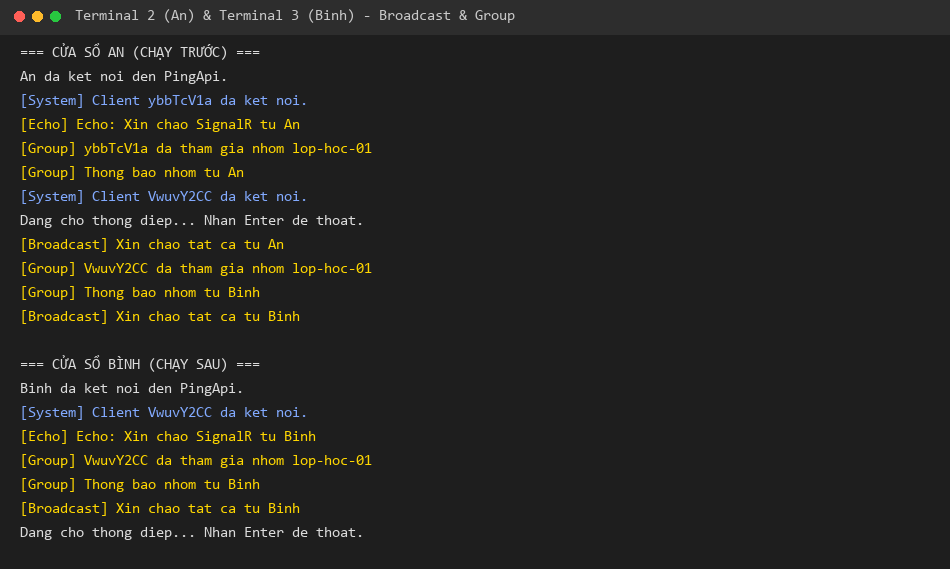 Terminal 2 (An) & Terminal 3 (Binh) - Broadcast & Group
=== CỬA SỔ AN (CHẠY TRƯỚC) ===
An da ket noi den PingApi.
[System] Client ybbTcV1a da ket noi.
[Echo] Echo: Xin chao SignalR tu An
[Group] ybbTcV1a da tham gia nhom lop-hoc-01
[Group] Thong bao nhom tu An
[System] Client VwuvY2CC da ket noi.
Dang cho thong diep... Nhan Enter de thoat.
[Broadcast] Xin chao tat ca tu An
[Group] VwuvY2CC da tham gia nhom lop-hoc-01
[Group] Thong bao nhom tu Binh
[Broadcast] Xin chao tat ca tu Binh
=== CỬA SỔ BÌNH (CHẠY SAU) ===
Binh da ket noi den PingApi.
[System] Client VwuvY2CC da ket noi.
[Echo] Echo: Xin chao SignalR tu Binh
[Group] VwuvY2CC da tham gia nhom lop-hoc-01
[Group] Thong bao nhom tu Binh
[Broadcast] Xin chao tat ca tu Binh
Dang cho thong diep... Nhan Enter de thoat.